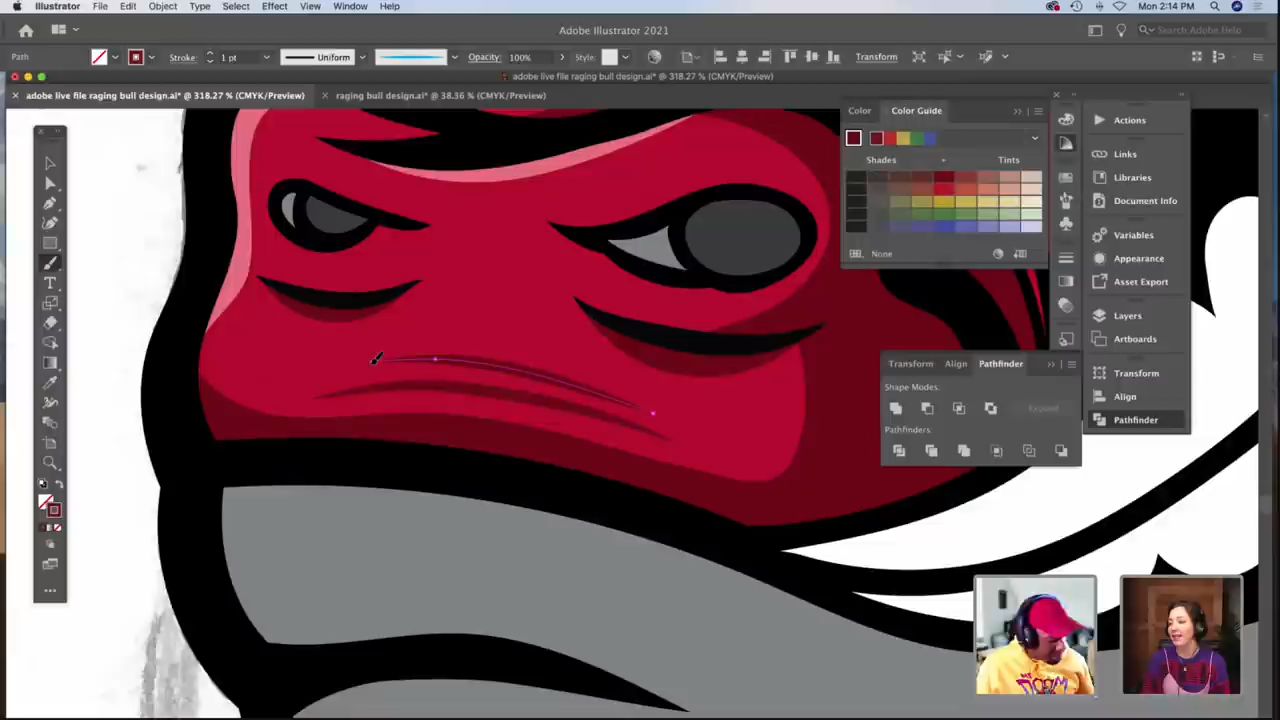 Illustrator File Edit Object Type Select Effect View Window Help
Mon 2:14 PM
Adobe Illustrator 2021
Search Adobe Help
Path Stroke: 1 pt Uniform Opacity: 100% Style: Transform
adobe live file raging bull design.ai* @ 318.27 % (CMYK/Preview)
adobe live file raging bull design.ai* @ 318.27 % (CMYK/Preview)
raging bull design.ai* @ 38.36 % (CMYK/Preview)
Color Color Guide
Shades Tints
None
Actions
Links
Libraries
Document Info
Variables
Appearance
Asset Export
Layers
Artboards
Transform
Align
Pathfinder
Transform Align Pathfinder
Shape Modes:
Expand
Pathfinders: